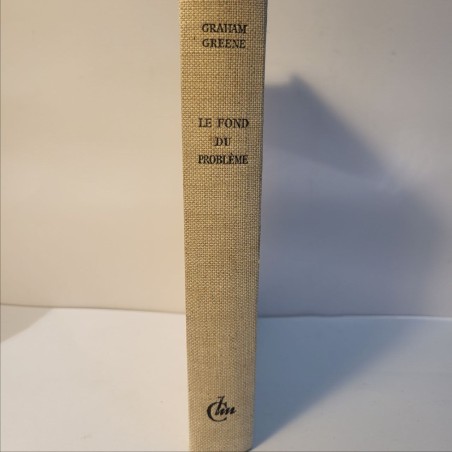 GRAHAM
GREENE
LE FOND
DU
PROBLÈME